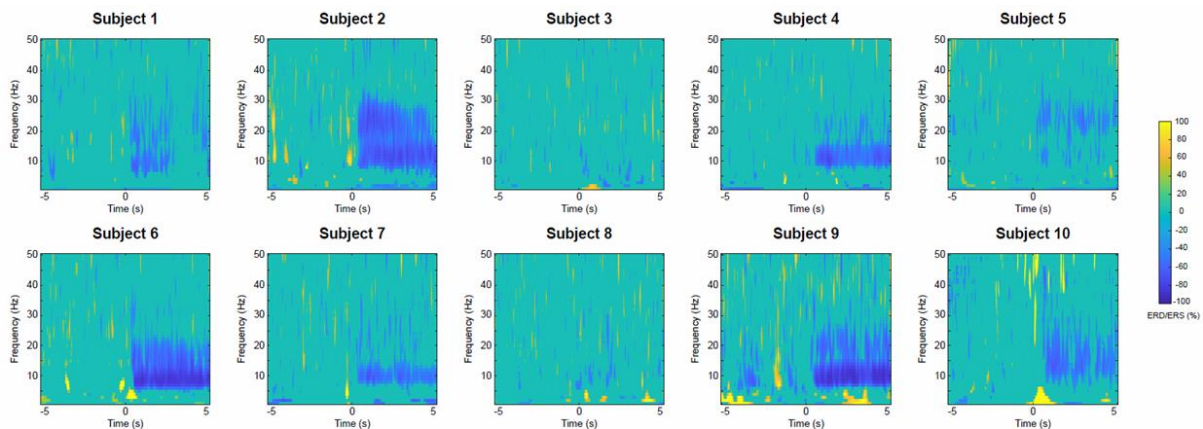 Subject 1 Subject 2 Subject 3 Subject 4 Subject 5
50 50 50 50 50
40 40 40 40 40
30 30 30 30 30
20 20 20 20 20
10 10 10 10 10
Frequency (Hz) Frequency (Hz) Frequency (Hz) Frequency (Hz) Frequency (Hz)
-5 0 5 -5 0 5 -5 0 5 -5 0 5 -5 0 5
Time (s) Time (s) Time (s) Time (s) Time (s)
Subject 6 Subject 7 Subject 8 Subject 9 Subject 10
50 50 50 50 50
40 40 40 40 40
30 30 30 30 30
20 20 20 20 20
10 10 10 10 10
Frequency (Hz) Frequency (Hz) Frequency (Hz) Frequency (Hz) Frequency (Hz)
-5 0 5 -5 0 5 -5 0 5 -5 0 5 -5 0 5
Time (s) Time (s) Time (s) Time (s) Time (s)
100
80
60
40
20
0
-20
-40
-60
-80
-100
ERD/ERS (%)